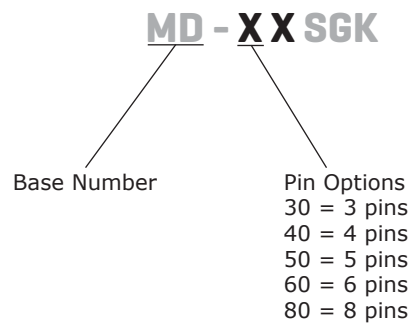 MD - X X SGK
Base Number
Pin Options
30 = 3 pins
40 = 4 pins
50 = 5 pins
60 = 6 pins
80 = 8 pins